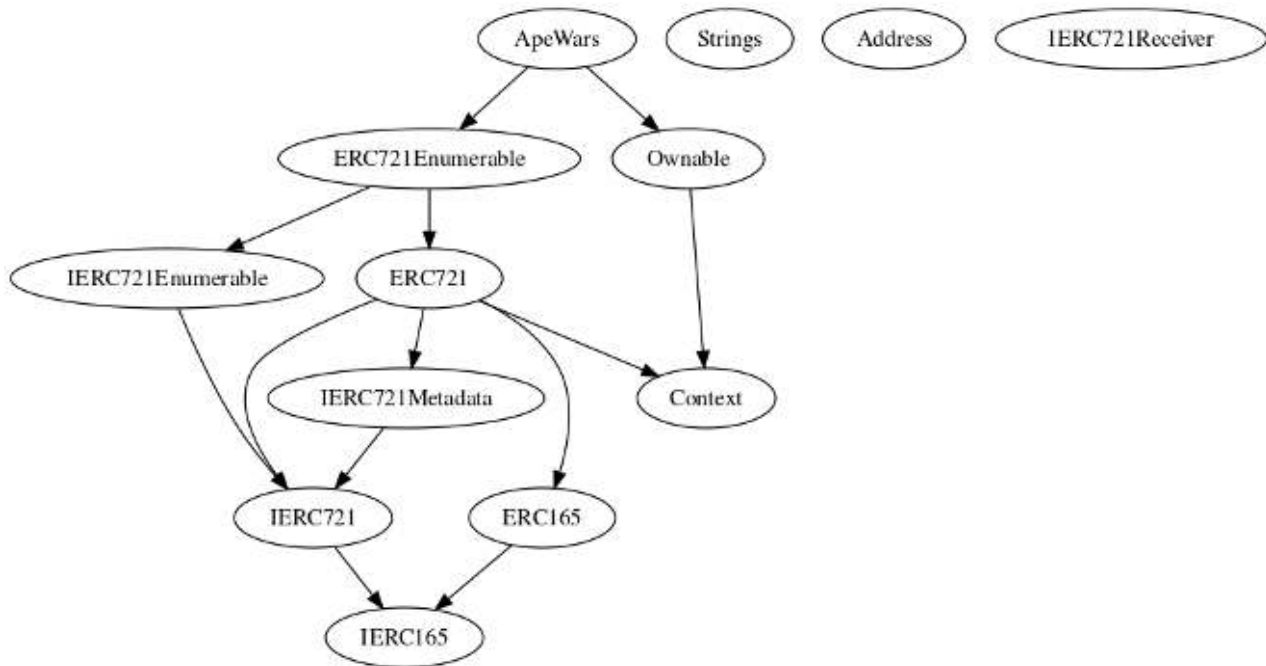 ApeWars Strings Address IERC721Receiver
ERC721Enumerable Ownable
IERC721Enumerable ERC721
IERC721Metadata Context
IERC721 ERC165
IERC165